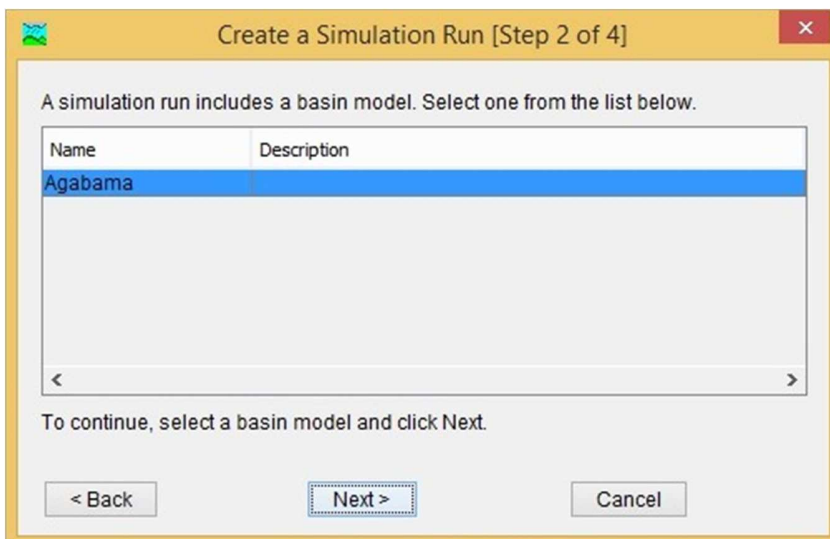 Create a Simulation Run [Step 2 of 4]
A simulation run includes a basin model. Select one from the list below.
Name Description
Agabama
To continue, select a basin model and click Next.
< Back Next > Cancel